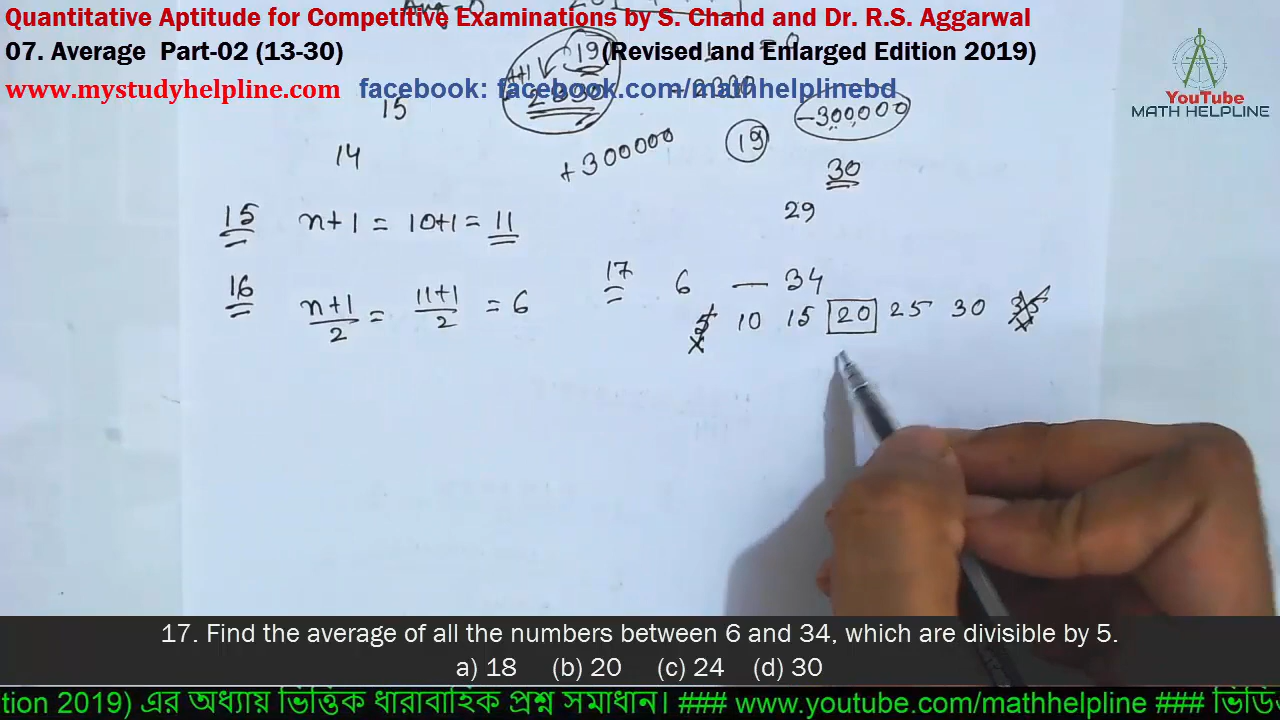 Quantitative Aptitude for Competitive Examinations by S. Chand and Dr. R.S. Aggarwal
07. Average Part-02 (13-30) (Revised and Enlarged Edition 2019)
www.mystudyhelpline.com facebook: facebook.com/mathhelplinebd
YouTube
MATH HELPLINE
19
2330
15
-300,000
14
+300000
19
30
29
15 n+1 = 10+1 = 11
16 n+1/2 = 11+1/2 = 6
17 6 — 34
5 10 15 20 25 30 35
17. Find the average of all the numbers between 6 and 34, which are divisible by 5.
a) 18 (b) 20 (c) 24 (d) 30
tion 2019) এর অধ্যায় ভিত্তিক ধারাবাহিক প্রশ্ন সমাধান। ### www.youtube.com/mathhelpline ###